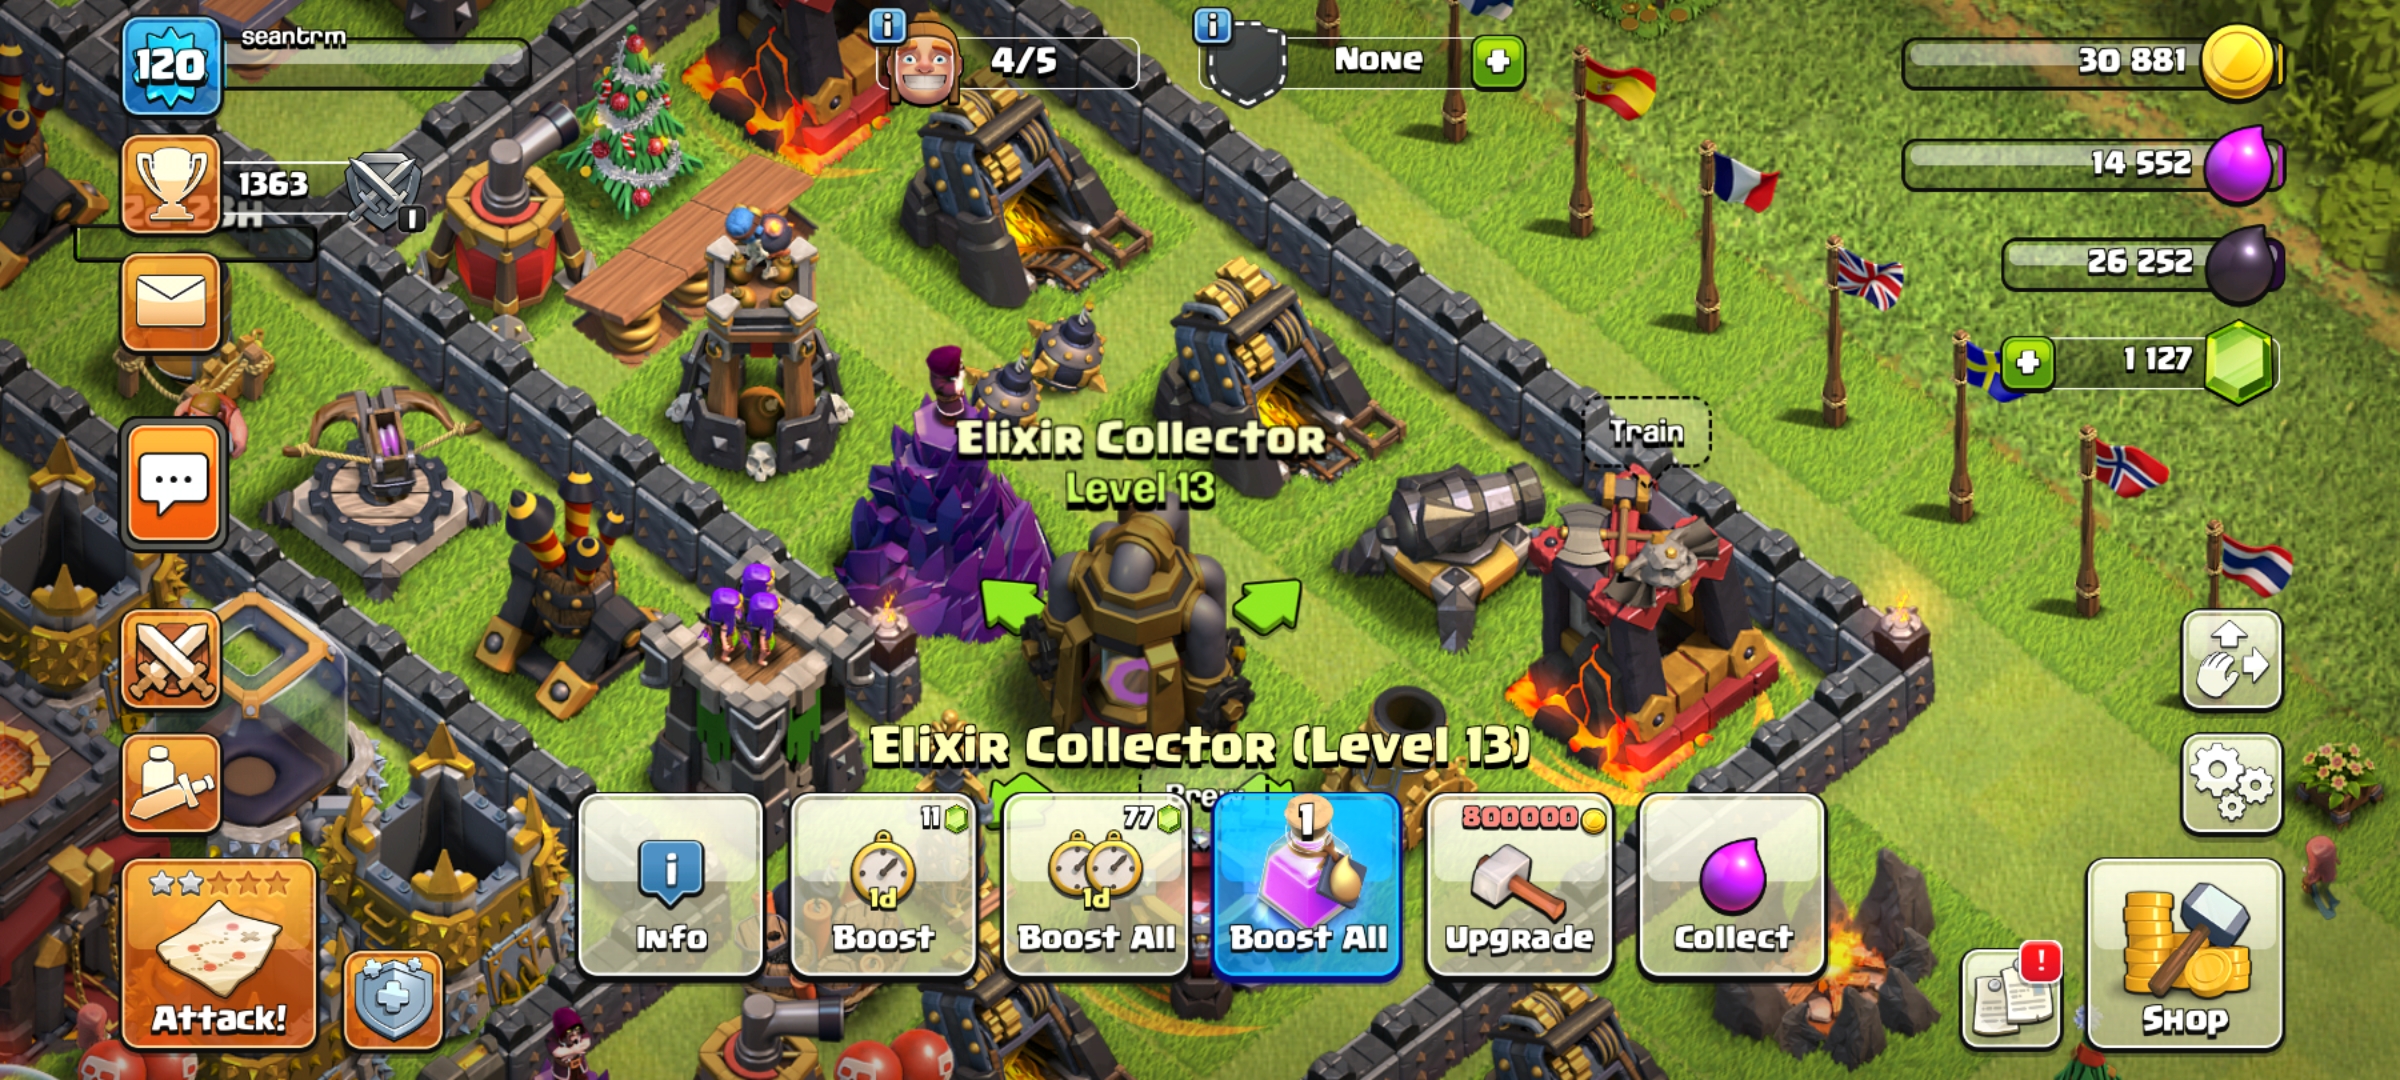 120
seantrm
4/5
None
30 881
1363
I
14 552
26 252
1 127
Train
Elixir Collector
Level 13
Elixir Collector (Level 13)
11
77
1
800000
1d
1d
Info
Boost
Boost All
Boost All
Upgrade
Collect
Attack!
!
Shop